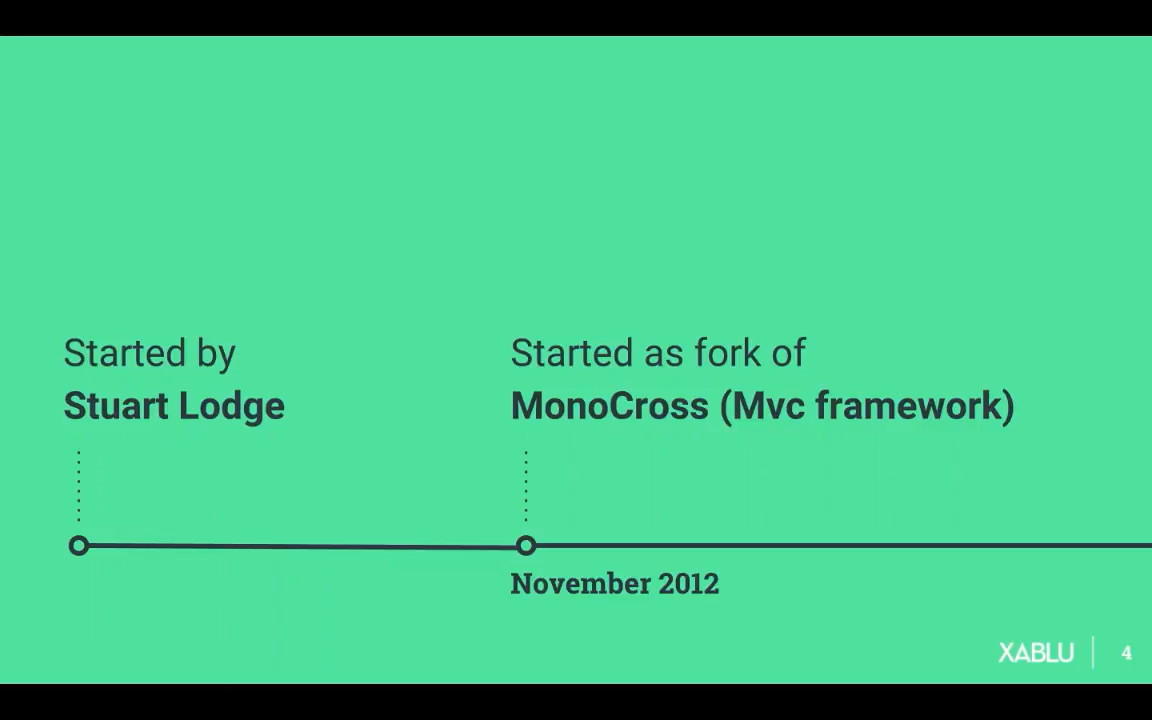 Started by
Stuart Lodge
Started as fork of
MonoCross (Mvc framework)
November 2012
XABLU
4